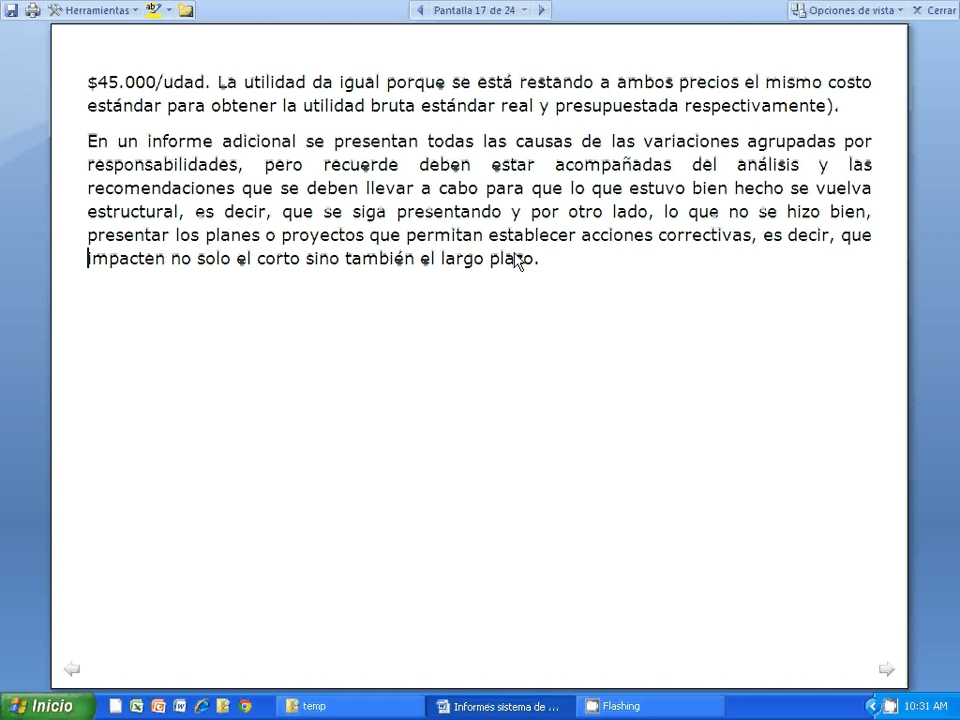 Herramientas
Pantalla 17 de 24
Opciones de vista
Cerrar
$45.000/udad. La utilidad da igual porque se está restando a ambos precios el mismo costo
estándar para obtener la utilidad bruta estándar real y presupuestada respectivamente).
En un informe adicional se presentan todas las causas de las variaciones agrupadas por
responsabilidades, pero recuerde deben estar acompañadas del análisis y las
recomendaciones que se deben llevar a cabo para que lo que estuvo bien hecho se vuelva
estructural, es decir, que se siga presentando y por otro lado, lo que no se hizo bien,
presentar los planes o proyectos que permitan establecer acciones correctivas, es decir, que
impacten no solo el corto sino también el largo plazo.
Inicio
temp
Informes sistema de ...
Flashing
10:31 AM